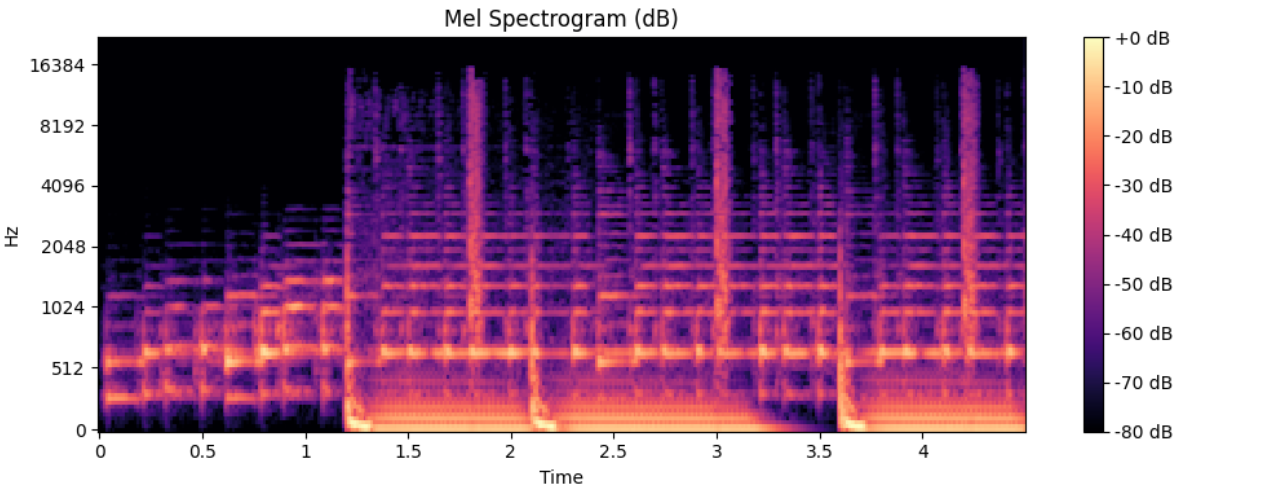 Mel Spectrogram (dB)
16384
8192
4096
2048
1024
512
0
Hz
0 0.5 1 1.5 2 2.5 3 3.5 4
Time
+0 dB
-10 dB
-20 dB
-30 dB
-40 dB
-50 dB
-60 dB
-70 dB
-80 dB